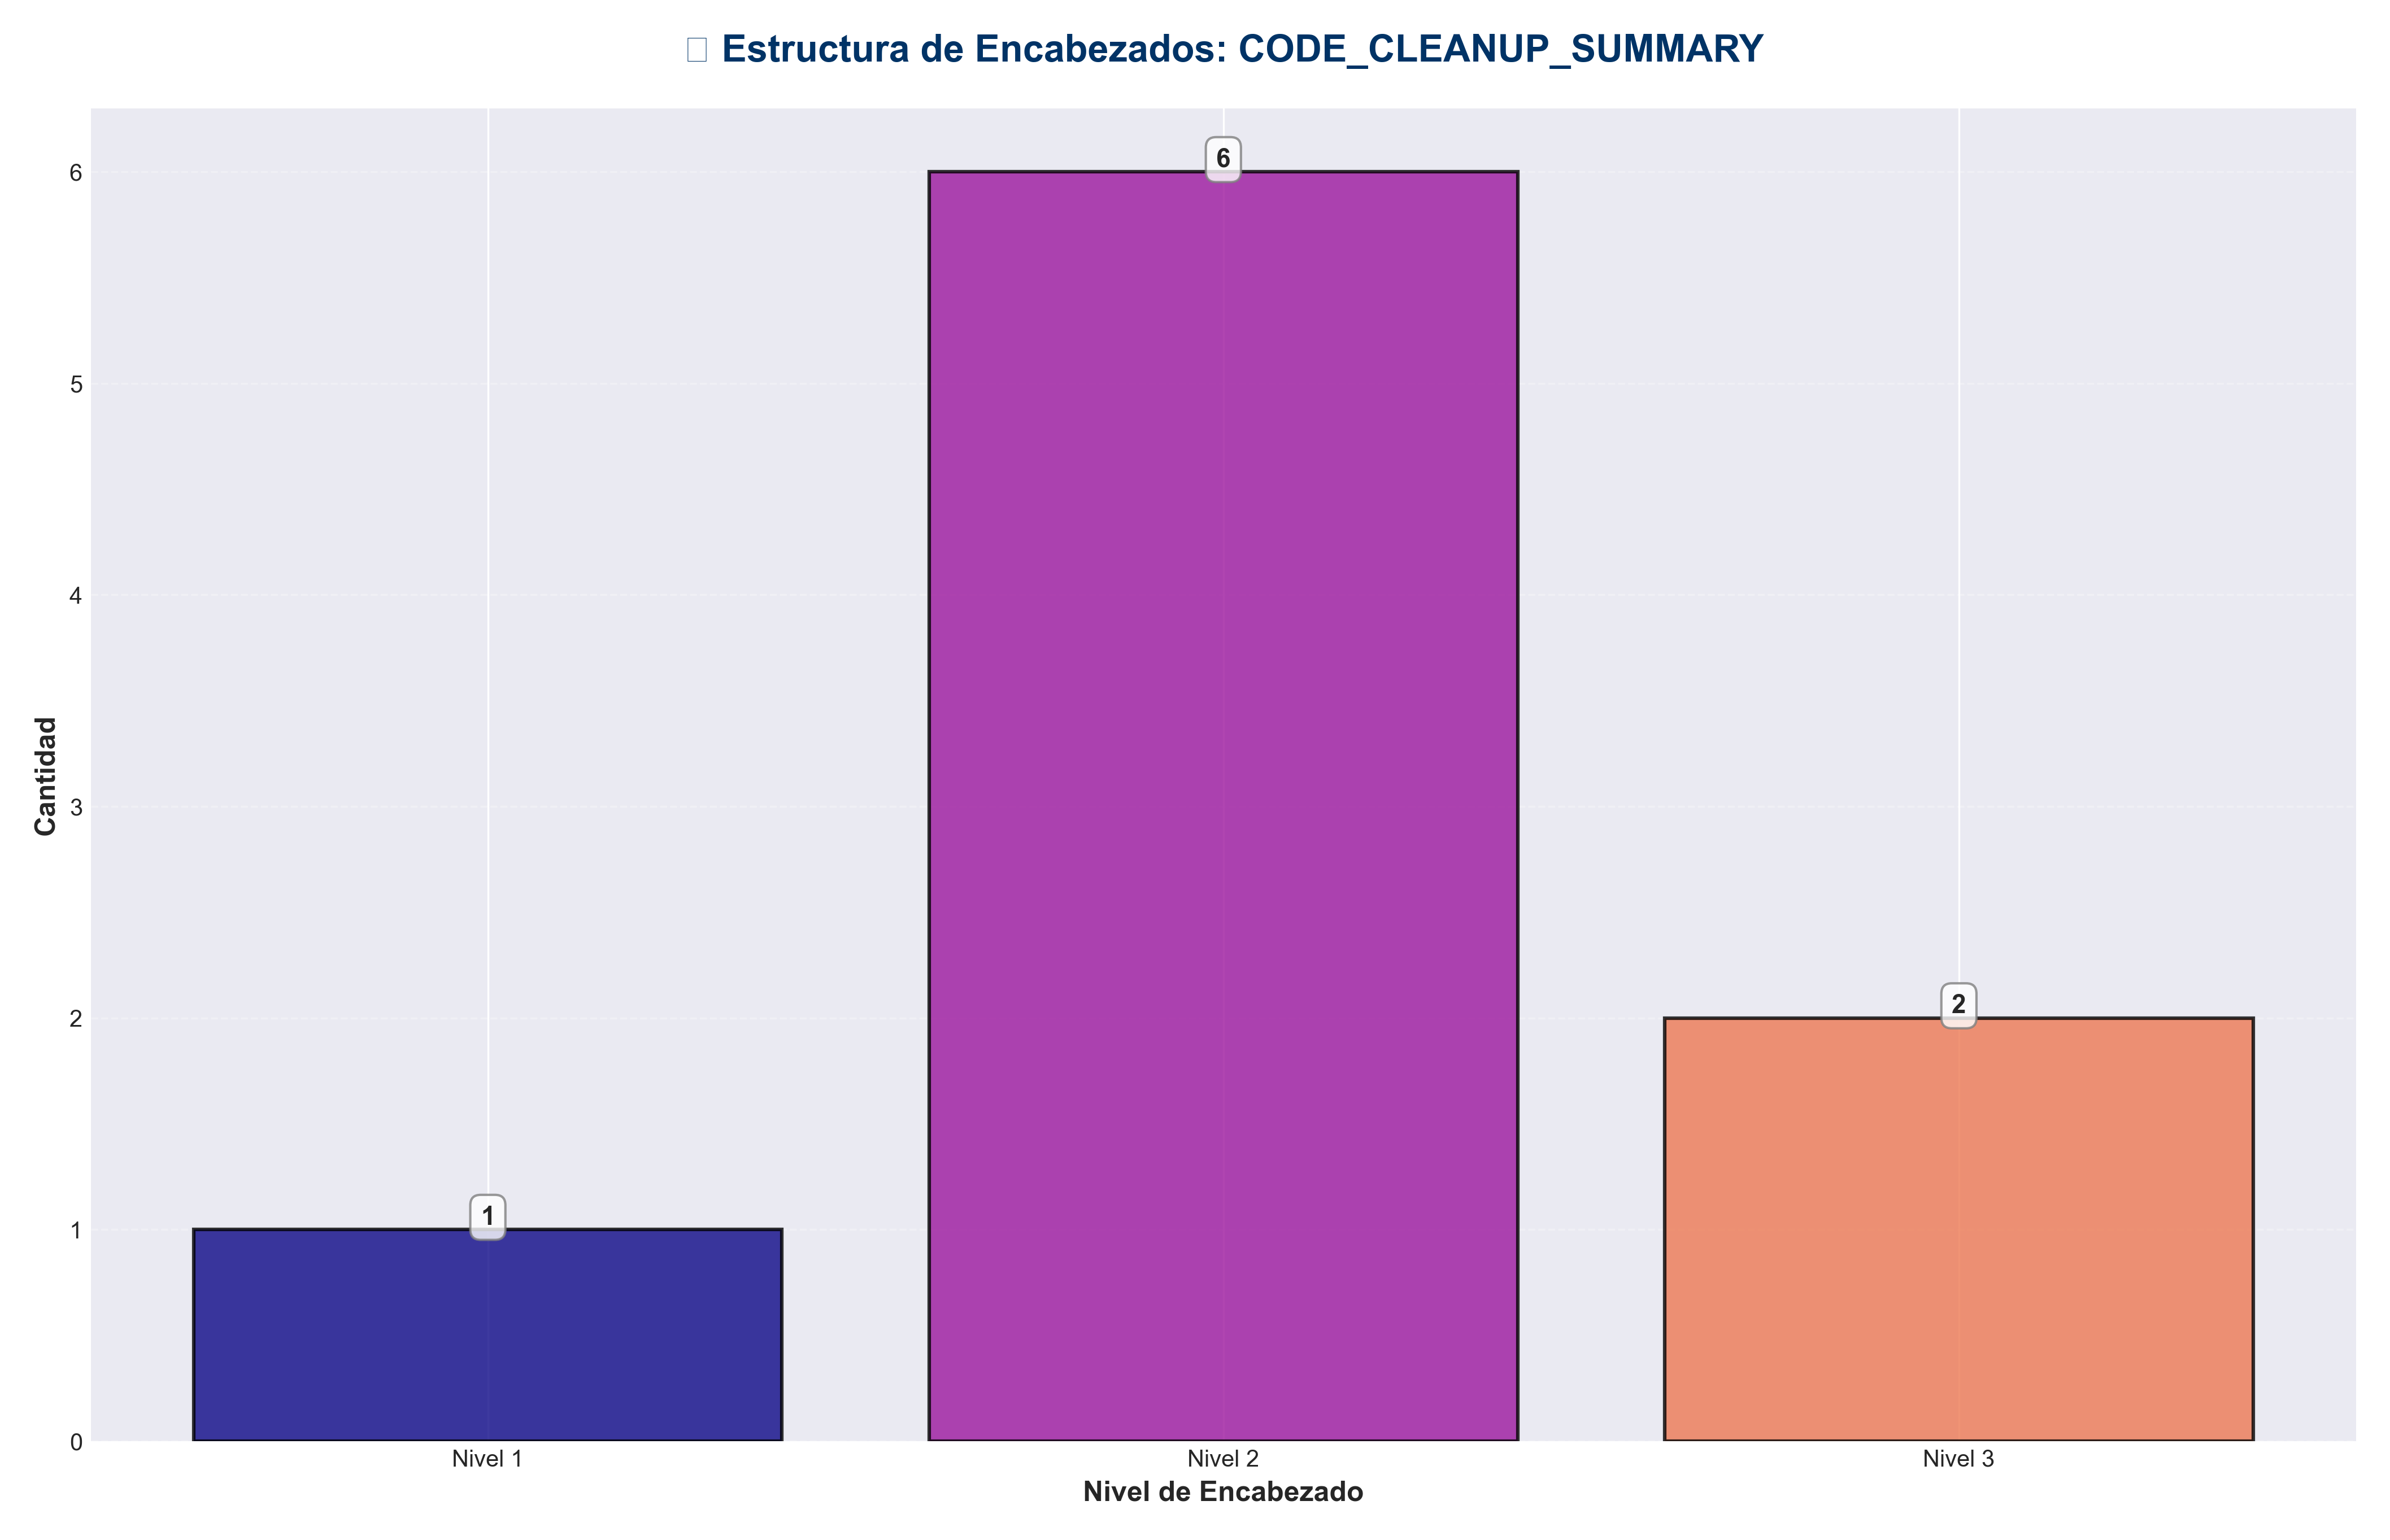 Estructura de Encabezados: CODE_CLEANUP_SUMMARY
6
6
5
4
3
2
2
1
1
0
Cantidad
Nivel 1
Nivel 2
Nivel 3
Nivel de Encabezado